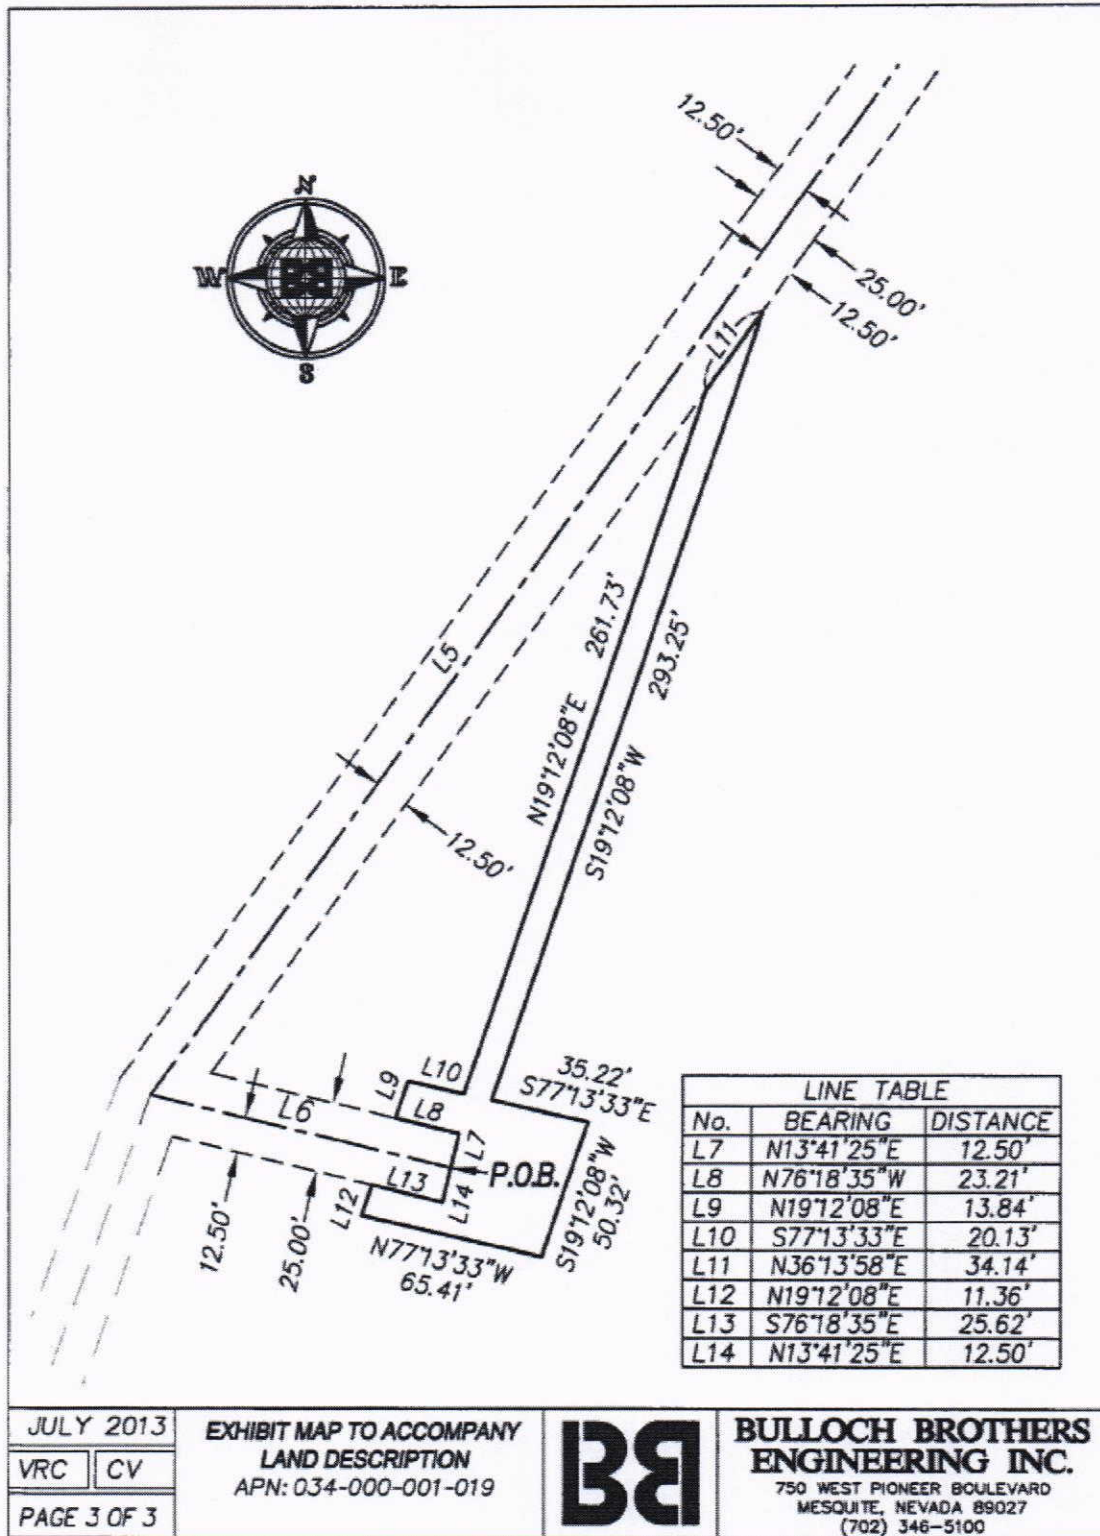 12.50'
N
W
E
S
25.00'
12.50'
L11
L5
261.73'
293.25'
N19°12'08"E
S19°12'08"W
12.50'
L10
35.22'
S77°13'33"E
L9
L8
L6
L7
P.O.B.
L13
L14
L12
S19°12'08"W
50.32'
12.50'
25.00'
N77°13'33"W
65.41'
LINE TABLE
No. BEARING DISTANCE
L7 N13°41'25"E 12.50'
L8 N76°18'35"W 23.21'
L9 N19°12'08"E 13.84'
L10 S77°13'33"E 20.13'
L11 N36°13'58"E 34.14'
L12 N19°12'08"E 11.36'
L13 S76°18'35"E 25.62'
L14 N13°41'25"E 12.50'
JULY 2013
VRC CV
PAGE 3 OF 3
EXHIBIT MAP TO ACCOMPANY
LAND DESCRIPTION
APN: 034-000-001-019
BB
BULLOCH BROTHERS
ENGINEERING INC.
750 WEST PIONEER BOULEVARD
MESQUITE, NEVADA 89027
(702) 346-5100